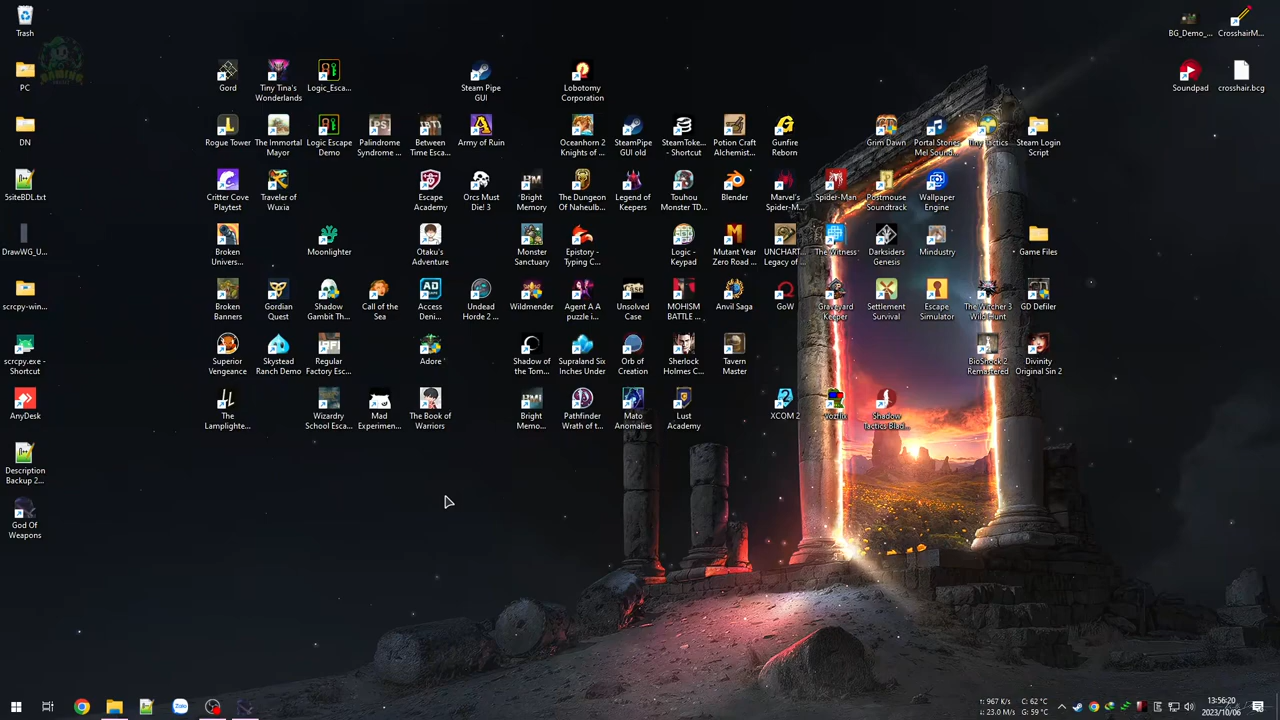 Trash
BG_Demo_...
CrosshairM...
GAMING
PC
Gord
Tiny Tina's
Wonderlands
Logic_Esca...
Steam Pipe
GUI
Lobotomy
Corporation
Soundpad
crosshair.bcg
DN
Rogue Tower
The Immortal
Mayor
Logic Escape
Demo
Palindrome
Syndrome ...
Between
Time Esca...
Army of Ruin
Oceanhorn 2
Knights of ...
SteamPipe
GUI old
SteamToke...
- Shortcut
Potion Craft
Alchemist...
Gunfire
Reborn
Grim Dawn
Portal Stories
Mel Sound...
Tiny Tactics
Steam Login
Script
5siteBDL.txt
Critter Cove
Playtest
Traveler of
Wuxia
Escape
Academy
Orcs Must
Die! 3
Bright
Memory
The Dungeon
Of Naheulb...
Legend of
Keepers
Touhou
Monster TD...
Blender
Marvel's
Spider-M...
Spider-Man
Postmouse
Soundtrack
Wallpaper
Engine
DrawWG_U...
Broken
Univers...
Moonlighter
Otaku's
Adventure
Monster
Sanctuary
Epistory -
Typing C...
Logic -
Keypad
Mutant Year
Zero Road ...
UNCHART...
Legacy of ...
The Witness
Darksiders
Genesis
Mindustry
Game Files
scrcpy-win...
Broken
Banners
Gordian
Quest
Shadow
Gambit Th...
Call of the
Sea
Access
Deni...
Undead
Horde 2 ...
Wildmender
Agent A A
puzzle i...
Unsolved
Case
MOHISM
BATTLE ...
Anvil Saga
GoW
Graveyard
Keeper
Settlement
Survival
Escape
Simulator
The Witcher 3
Wild Hunt
GD Defiler
scrcpy.exe -
Shortcut
Superior
Vengeance
Skystead
Ranch Demo
Regular
Factory Esc...
Adore
Shadow of
the Tom...
Supraland Six
Inches Under
Orb of
Creation
Sherlock
Holmes C...
Tavern
Master
BioShock 2
Remastered
Divinity
Original Sin 2
AnyDesk
The
Lamplighte...
Wizardry
School Esca...
Mad
Experimen...
The Book of
Warriors
Bright
Memo...
Pathfinder
Wrath of t...
Mato
Anomalies
Lust
Academy
XCOM 2
Shadow
Tactics Blad...
Description
Backup 2...
God Of
Weapons
↑: 967 K/s C: 62 °C
↓: 23.0 M/s G: 59 °C
13:56:20
2023/10/06